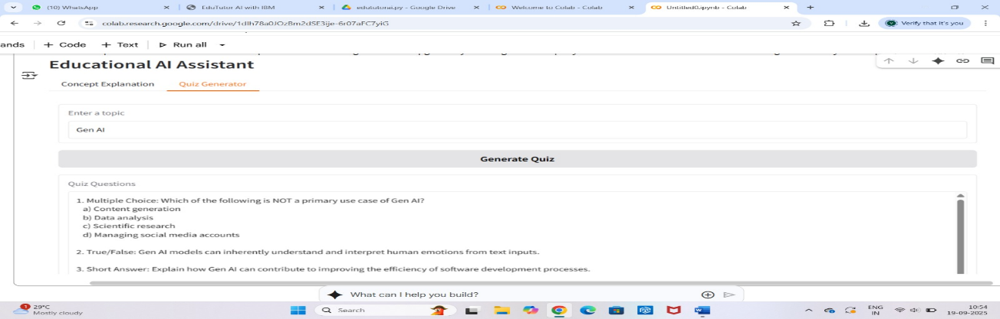 (10) WhatsApp
EduTutor AI with IBM
edututorai.py - Google Drive
Welcome to Colab - Colab
Untitled0.ipynb - Colab
colab.research.google.com/drive/1dlh78a0JOzBm2dSE3ije-6r07aFC7yiG
Verify that it's you
ands
+ Code
+ Text
Run all
Educational AI Assistant
Concept Explanation
Quiz Generator
Enter a topic
Gen AI
Generate Quiz
Quiz Questions
1. Multiple Choice: Which of the following is NOT a primary use case of Gen AI?
a) Content generation
b) Data analysis
c) Scientific research
d) Managing social media accounts
2. True/False: Gen AI models can inherently understand and interpret human emotions from text inputs.
3. Short Answer: Explain how Gen AI can contribute to improving the efficiency of software development processes.
What can I help you build?
1
29°C
Mostly cloudy
Search
ENG
IN
10:54
19-09-2025